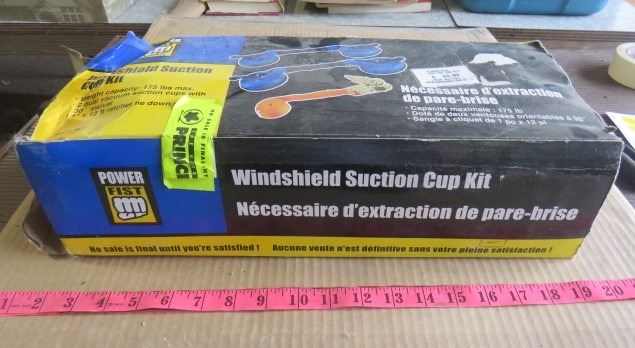 Windshield Suction
Cup Kit
Weight capacity: 175 lbs max.
dual vacuum suction cups with
swivel
ratchet tie down
Nécessaire d'extraction
de pare-brise
• Capacité maximale: 175 lb
• Doté de deux ventouses orientables à 30°
• Sangle à cliquet de 1 po x 12 pi
POWER
FIST
PRINC
Windshield Suction Cup Kit
Nécessaire d'extraction de pare-brise
No sale is final until you're satisfied !
Aucune vente n'est définitive sans votre pleine satisfaction !
1 2 3 4 5 6 7 8 9 10 11 12 13 14 15 16 17 18 19 20